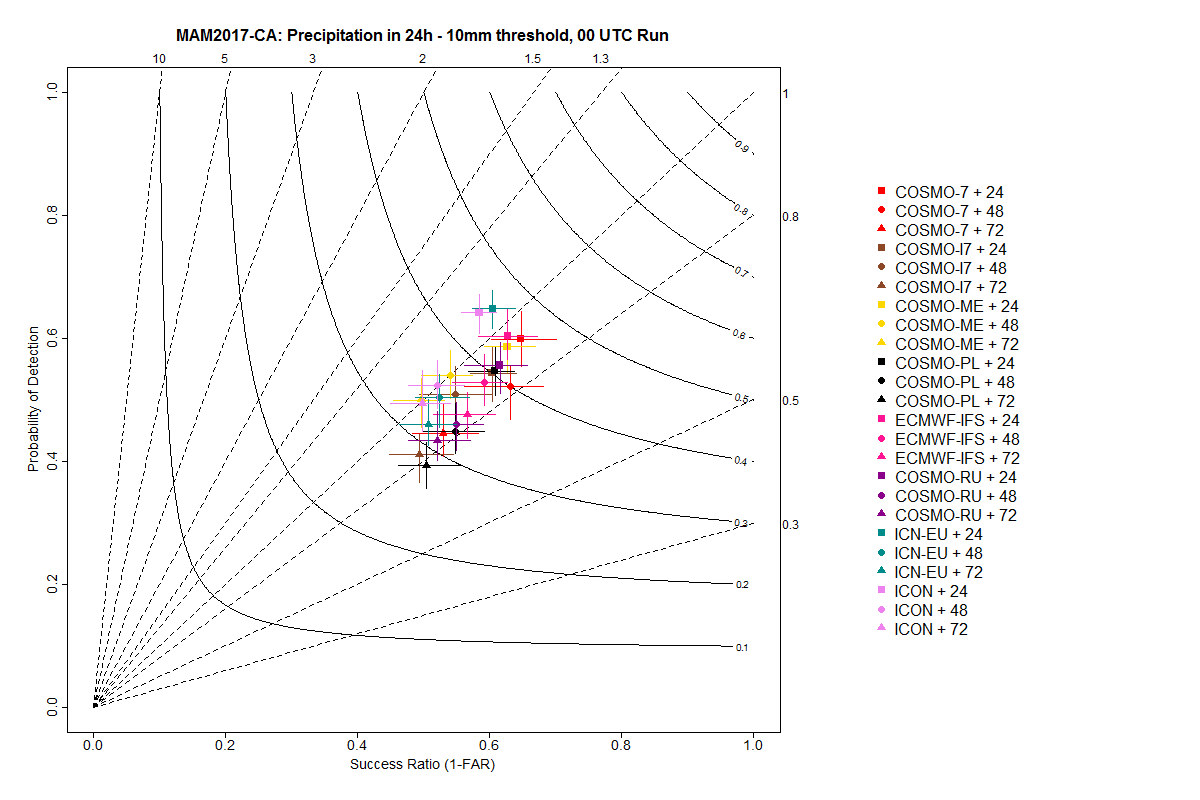 MAM2017-CA: Precipitation in 24h - 10mm threshold, 00 UTC Run
10 5 3 2 1.5 1.3
1
0.8
0.5
0.3
0.9
0.8
0.7
0.6
0.5
0.4
0.3
0.2
0.1
1.0
0.8
0.6
0.4
0.2
0.0
Probability of Detection
0.0 0.2 0.4 0.6 0.8 1.0
Success Ratio (1-FAR)
COSMO-7 + 24
COSMO-7 + 48
COSMO-7 + 72
COSMO-I7 + 24
COSMO-I7 + 48
COSMO-I7 + 72
COSMO-ME + 24
COSMO-ME + 48
COSMO-ME + 72
COSMO-PL + 24
COSMO-PL + 48
COSMO-PL + 72
ECMWF-IFS + 24
ECMWF-IFS + 48
ECMWF-IFS + 72
COSMO-RU + 24
COSMO-RU + 48
COSMO-RU + 72
ICN-EU + 24
ICN-EU + 48
ICN-EU + 72
ICON + 24
ICON + 48
ICON + 72